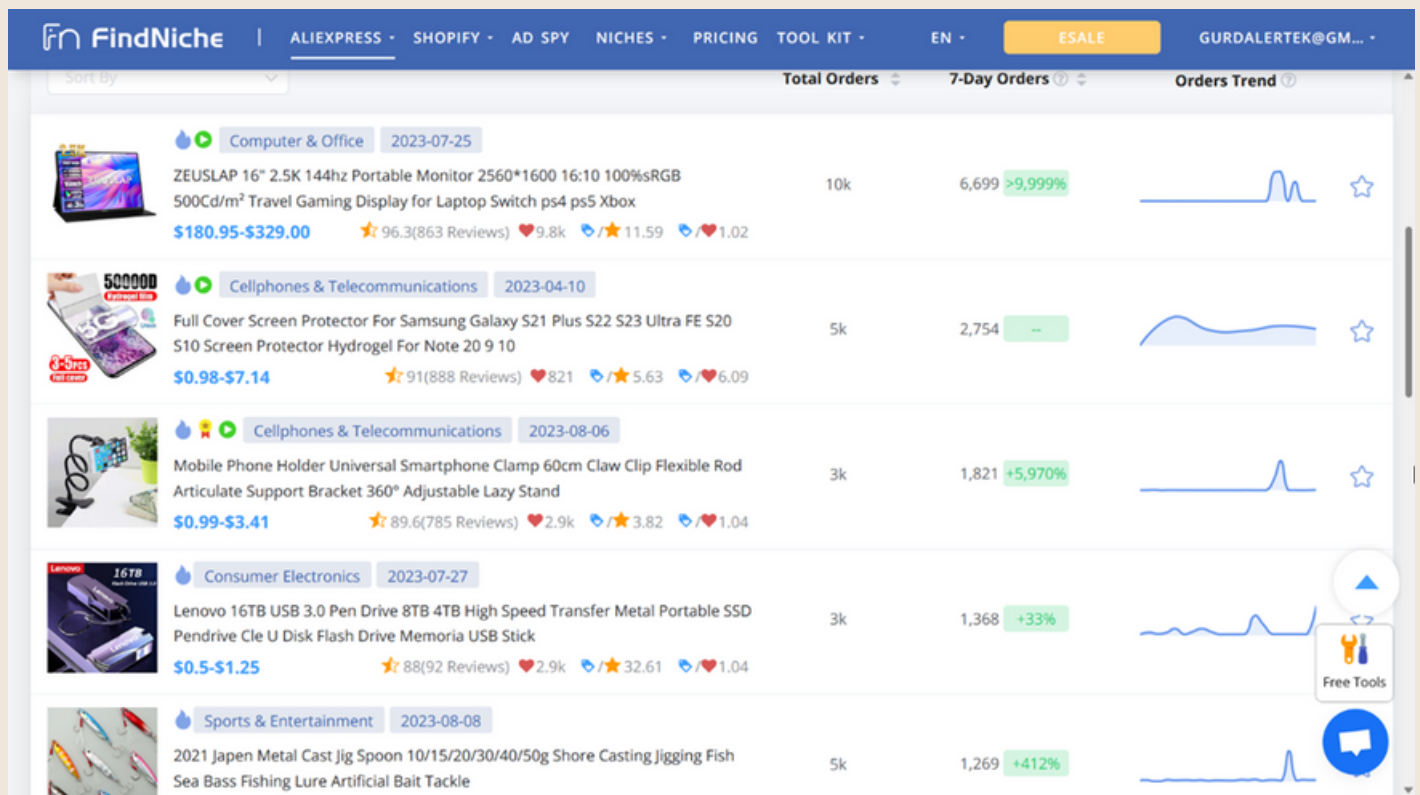 FindNiche | ALIEXPRESS SHOPIFY AD SPY NICHES PRICING TOOL KIT EN ESALE GURDALERTEK@GM...
Sort By Total Orders 7-Day Orders Orders Trend
Computer & Office 2023-07-25
ZEUSLAP 16" 2.5K 144hz Portable Monitor 2560*1600 16:10 100%sRGB
500Cd/m² Travel Gaming Display for Laptop Switch ps4 ps5 Xbox
10k 6,699 >9,999%
$180.95-$329.00 96.3(863 Reviews) 9.8k / 11.59 / 1.02
50000D
Hydrogel film
3-5PCS
Full cover
Cellphones & Telecommunications 2023-04-10
Full Cover Screen Protector For Samsung Galaxy S21 Plus S22 S23 Ultra FE S20
S10 Screen Protector Hydrogel For Note 20 9 10
5k 2,754 --
$0.98-$7.14 91(888 Reviews) 821 / 5.63 / 6.09
Cellphones & Telecommunications 2023-08-06
Mobile Phone Holder Universal Smartphone Clamp 60cm Claw Clip Flexible Rod
Articulate Support Bracket 360° Adjustable Lazy Stand
3k 1,821 +5,970%
$0.99-$3.41 89.6(785 Reviews) 2.9k / 3.82 / 1.04
Lenovo 16TB
Consumer Electronics 2023-07-27
Lenovo 16TB USB 3.0 Pen Drive 8TB 4TB High Speed Transfer Metal Portable SSD
Pendrive Cle U Disk Flash Drive Memoria USB Stick
3k 1,368 +33%
$0.5-$1.25 88(92 Reviews) 2.9k / 32.61 / 1.04
Free Tools
Sports & Entertainment 2023-08-08
2021 Japen Metal Cast Jig Spoon 10/15/20/30/40/50g Shore Casting Jigging Fish
Sea Bass Fishing Lure Artificial Bait Tackle
5k 1,269 +412%